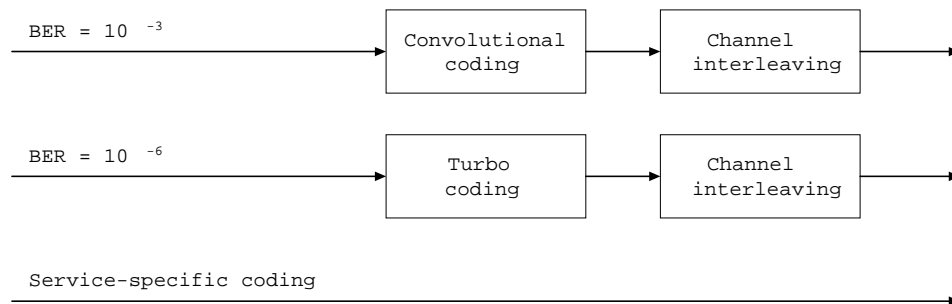 BER = 10 -3
Convolutional
coding
Channel
interleaving
BER = 10 -6
Turbo
coding
Channel
interleaving
Service-specific coding